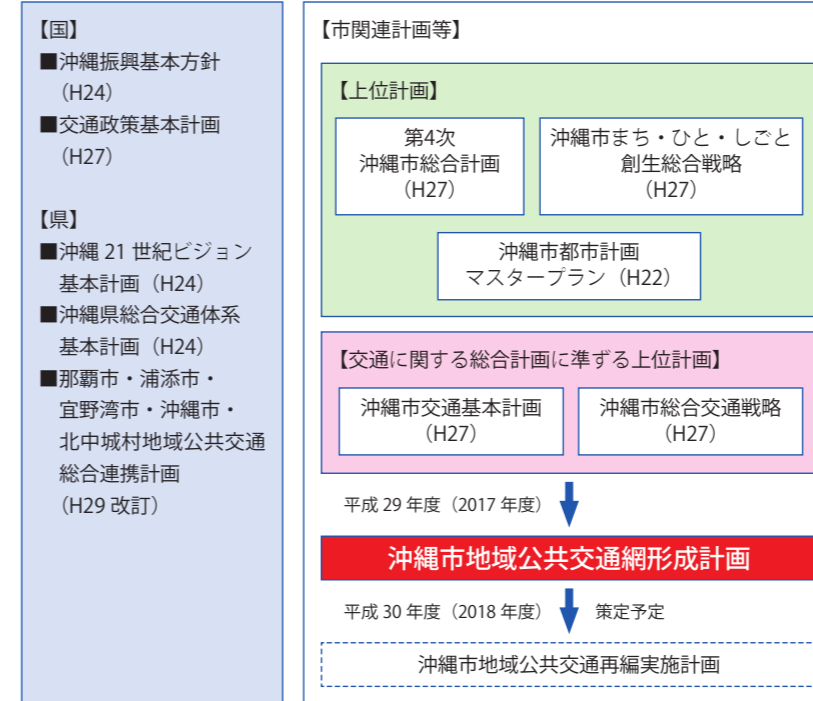 【国】
■沖縄振興基本方針
（H24）
■交通政策基本計画
（H27）
【県】
■沖縄 21 世紀ビジョン
基本計画（H24）
■沖縄県総合交通体系
基本計画（H24）
■那覇市・浦添市・
宜野湾市・沖縄市・
北中城村地域公共交通
総合連携計画
（H29 改訂）
【市関連計画等】
【上位計画】
第4次
沖縄市総合計画
（H27）
沖縄市まち・ひと・しごと
創生総合戦略
（H27）
沖縄市都市計画
マスタープラン（H22）
【交通に関する総合計画に準ずる上位計画】
沖縄市交通基本計画
（H27）
沖縄市総合交通戦略
（H27）
平成 29 年度（2017 年度）
沖縄市地域公共交通網形成計画
平成 30 年度（2018 年度） 策定予定
沖縄市地域公共交通再編実施計画